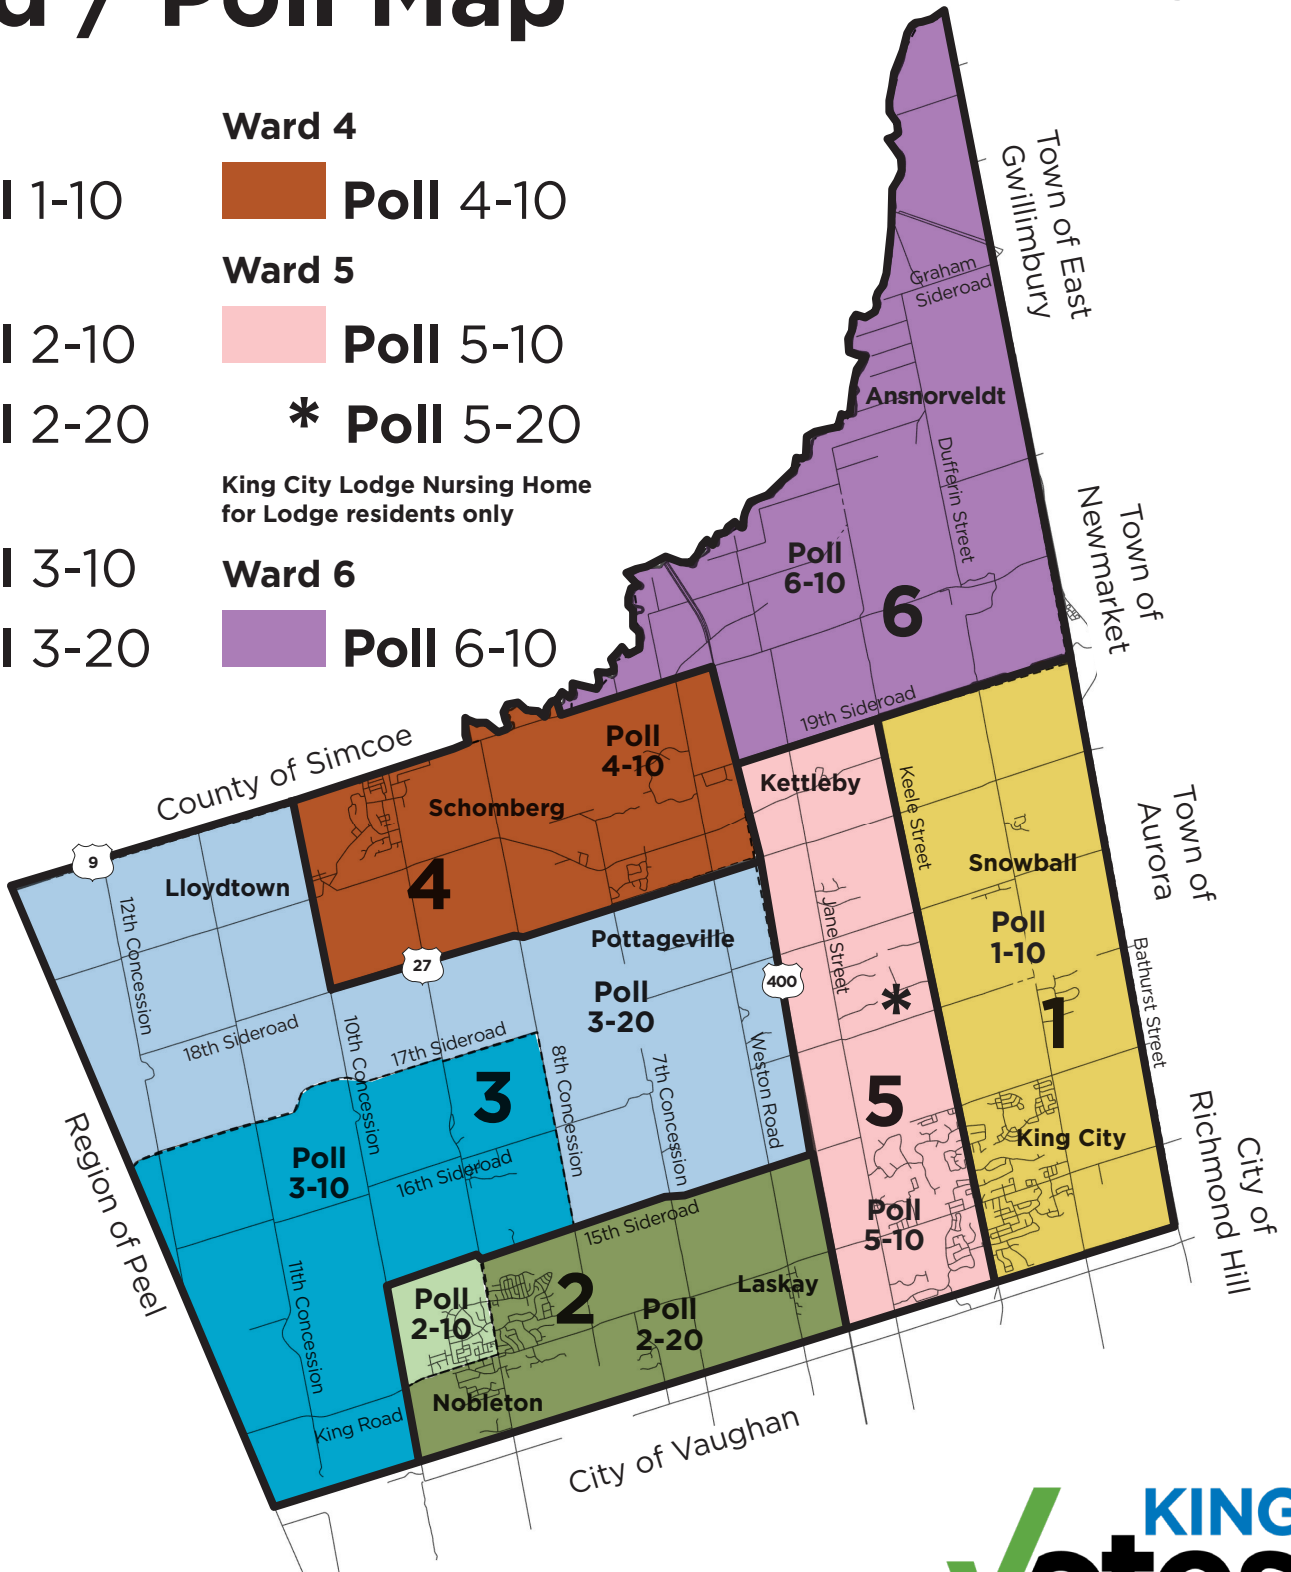 d / Poll Map
l 1-10
l 2-10
l 2-20
l 3-10
l 3-20
Ward 4
Poll 4-10
Ward 5
Poll 5-10
* Poll 5-20
King City Lodge Nursing Home
for Lodge residents only
Ward 6
Poll 6-10
Town of East
Gwillimbury
Graham
Sideroad
Ansnorveldt
Dufferin Street
Town of
Newmarket
Poll
6-10
6
19th Sideroad
County of Simcoe
Poll
4-10
Schomberg
4
Kettleby
Keele Street
Town of
Aurora
9
Lloydtown
12th Concession
Snowball
Poll
1-10
1
Bathurst Street
27
Pottageville
Poll
3-20
400
Jane Street
*
18th Sideroad
10th Concession
17th Sideroad
8th Concession
7th Concession
Weston Road
3
5
King City
Region of Peel
Poll
3-10
16th Sideroad
Poll
5-10
City of
Richmond Hill
15th Sideroad
11th Concession
Poll
2-10
2
Poll
2-20
Laskay
Nobleton
King Road
City of Vaughan
KING